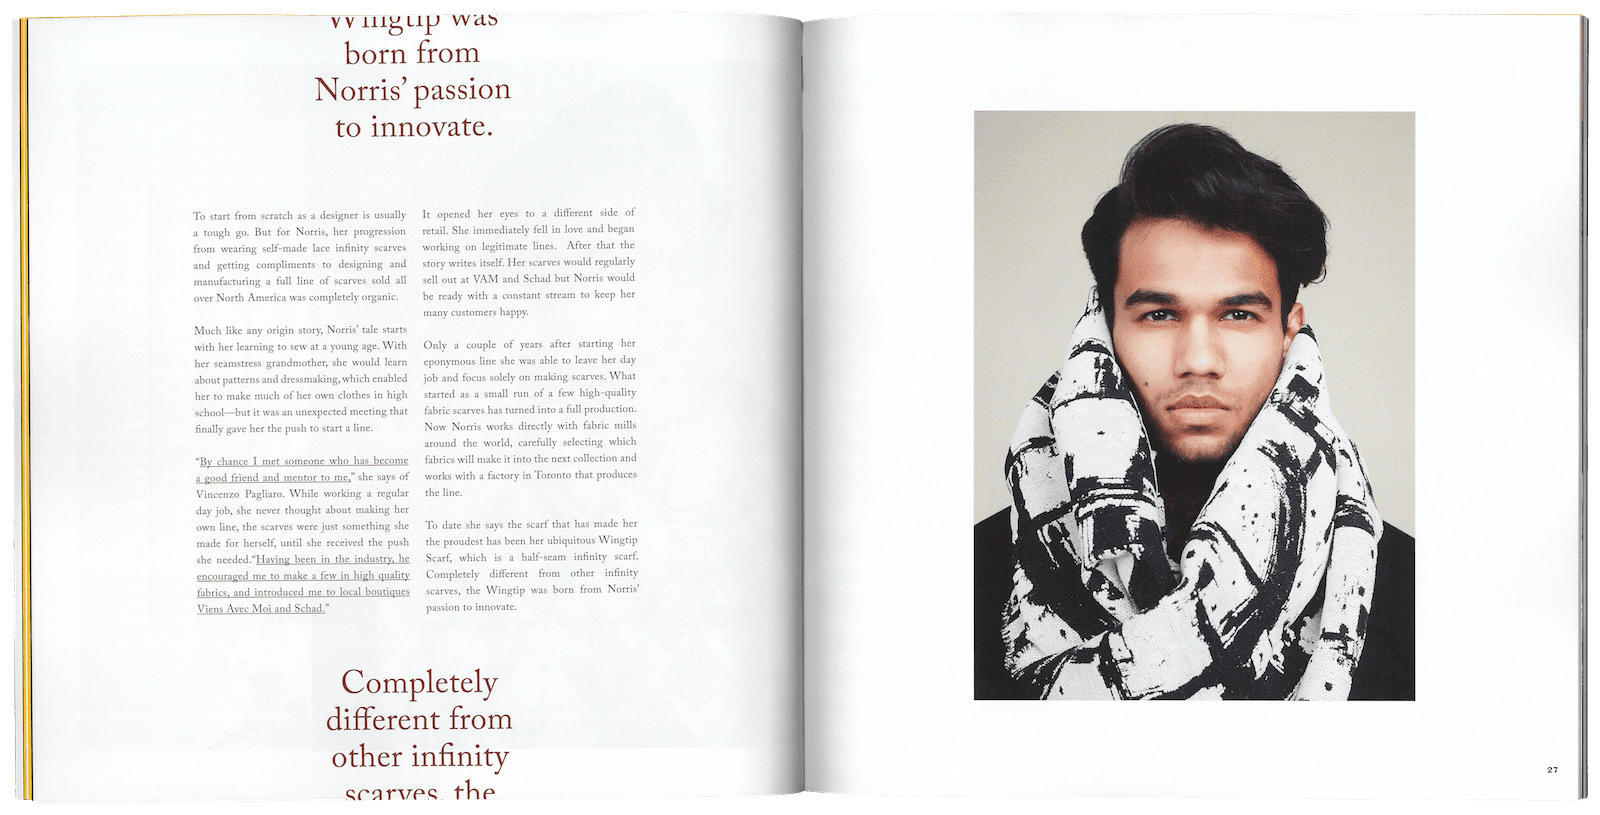 Wingtip was
born from
Norris’ passion
to innovate.
To start from scratch as a designer is usually
a tough go. But for Norris, her progression
from wearing self-made lace infinity scarves
and getting compliments to designing and
manufacturing a full line of scarves sold all
over North America was completely organic.
Much like any origin story, Norris’ tale starts
with her learning to sew at a young age. With
her seamstress grandmother, she would learn
about patterns and dressmaking, which enabled
her to make much of her own clothes in high
school—but it was an unexpected meeting that
finally gave her the push to start a line.
“By chance I met someone who has become
a good friend and mentor to me,” she says of
Vincenzo Pagliaro. While working a regular
day job, she never thought about making her
own line, the scarves were just something she
made for herself, until she received the push
she needed.“Having been in the industry, he
encouraged me to make a few in high quality
fabrics, and introduced me to local boutiques
Viens Avec Moi and Schad.”
It opened her eyes to a different side of
retail. She immediately fell in love and began
working on legitimate lines. After that the
story writes itself. Her scarves would regularly
sell out at VAM and Schad but Norris would
be ready with a constant stream to keep her
many customers happy.
Only a couple of years after starting her
eponymous line she was able to leave her day
job and focus solely on making scarves. What
started as a small run of a few high-quality
fabric scarves has turned into a full production.
Now Norris works directly with fabric mills
around the world, carefully selecting which
fabrics will make it into the next collection and
works with a factory in Toronto that produces
the line.
To date she says the scarf that has made her
the proudest has been her ubiquitous Wingtip
Scarf, which is a half-seam infinity scarf.
Completely different from other infinity
scarves, the Wingtip was born from Norris’
passion to innovate.
Completely
different from
other infinity
scarves, the
27